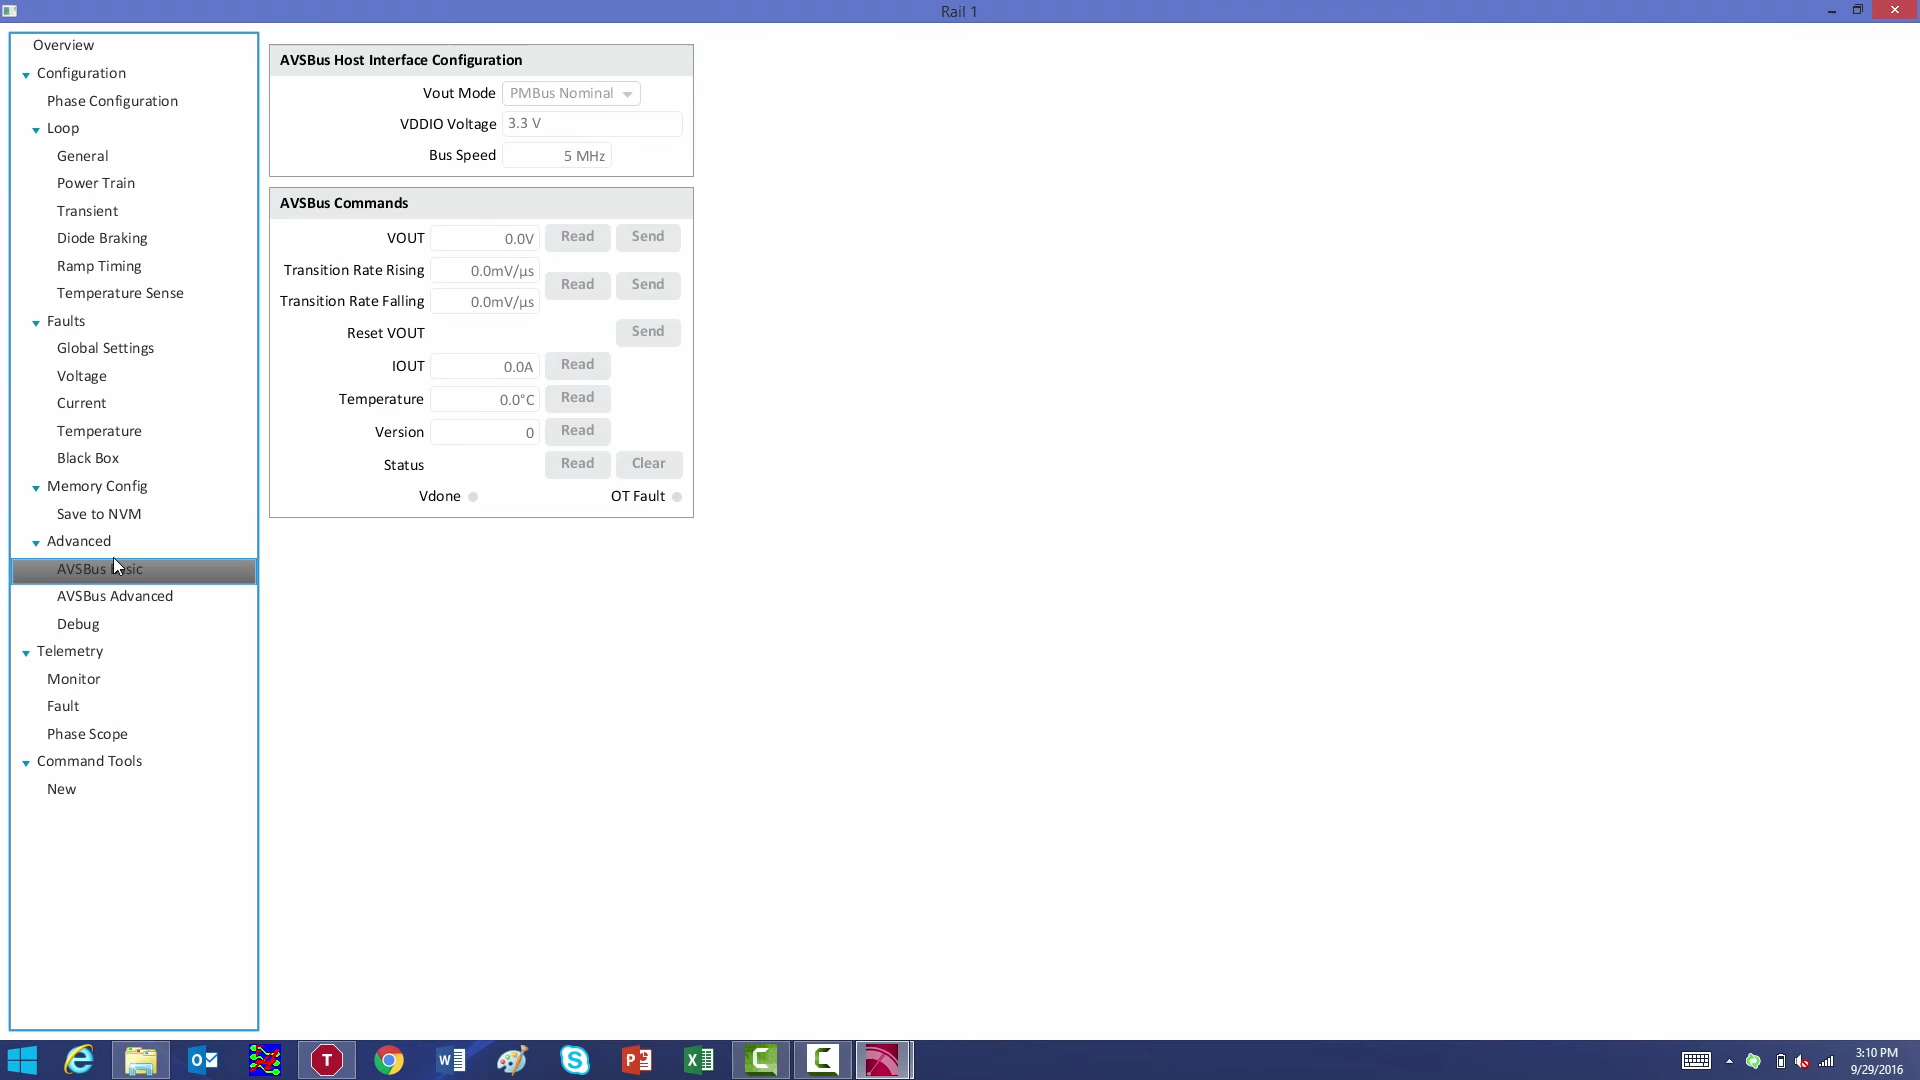 Rail 1
Overview
Configuration
Phase Configuration
Loop
General
Power Train
Transient
Diode Braking
Ramp Timing
Temperature Sense
Faults
Global Settings
Voltage
Current
Temperature
Black Box
Memory Config
Save to NVM
Advanced
AVSBus
AVSBus Advanced
Debug
Telemetry
Monitor
Fault
Phase Scope
Command Tools
New
AVSBus Host Interface Configuration
Vout Mode PMBus Nominal
VDDIO Voltage 3.3 V
Bus Speed 5 MHz
AVSBus Commands
VOUT 0.0V Read Send
Transition Rate Rising 0.0mV/µs
Read Send
Transition Rate Falling 0.0mV/µs
Reset VOUT Send
IOUT 0.0A Read
Temperature 0.0°C Read
Version 0 Read
Status Read Clear
Vdone OT Fault
3:10 PM
9/29/2016